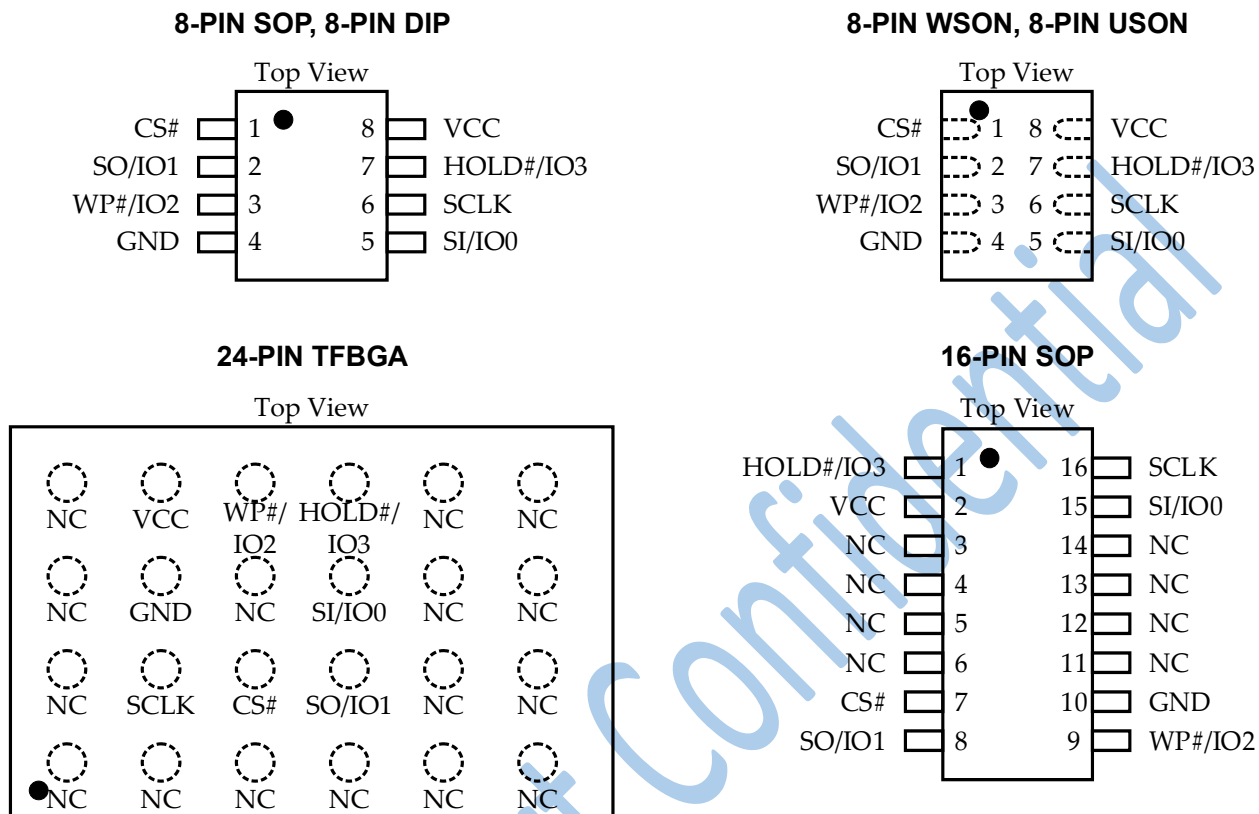 8-PIN SOP, 8-PIN DIP
Top View
CS# 1 8 VCC
SO/IO1 2 7 HOLD#/IO3
WP#/IO2 3 6 SCLK
GND 4 5 SI/IO0
8-PIN WSON, 8-PIN USON
Top View
CS# 1 8 VCC
SO/IO1 2 7 HOLD#/IO3
WP#/IO2 3 6 SCLK
GND 4 5 SI/IO0
24-PIN TFBGA
Top View
NC VCC WP#/ HOLD#/ NC NC
IO2 IO3
NC GND NC SI/IO0 NC NC
NC SCLK CS# SO/IO1 NC NC
NC NC NC NC NC NC
16-PIN SOP
Top View
HOLD#/IO3 1 16 SCLK
VCC 2 15 SI/IO0
NC 3 14 NC
NC 4 13 NC
NC 5 12 NC
NC 6 11 NC
CS# 7 10 GND
SO/IO1 8 9 WP#/IO2
Confidential